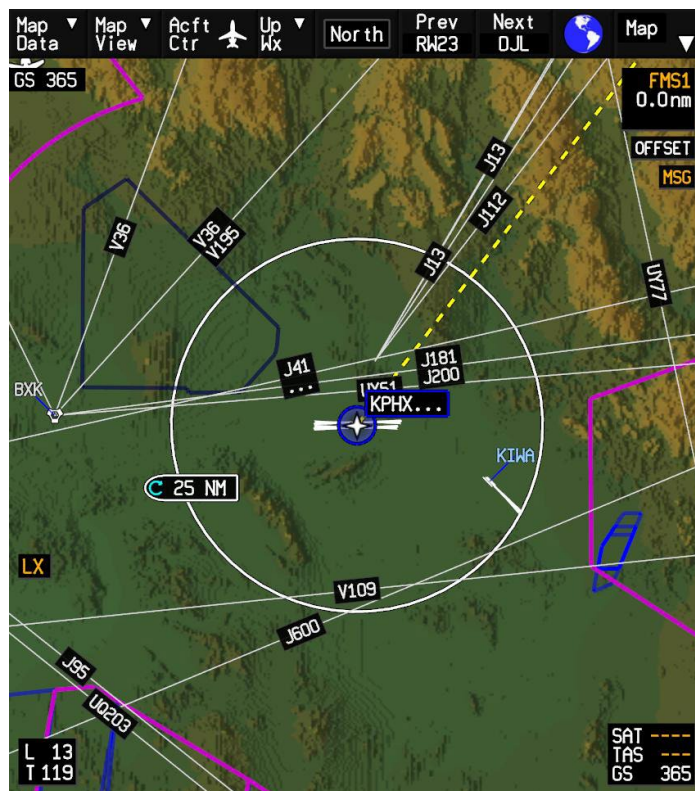 Map Data
Map View
Acft Ctr
Up Wx
North
Prev RW23
Next DJL
Map
GS 365
FMS1
0.0nm
OFFSET
MSG
J13
J112
V36
V36
V195
J13
UY77
J41
...
J181
J200
UY51
BXK
KPHX...
KIWA
25 NM
LX
V109
J600
J95
UQ203
L 13
T 119
SAT ----
TAS ---
GS 365